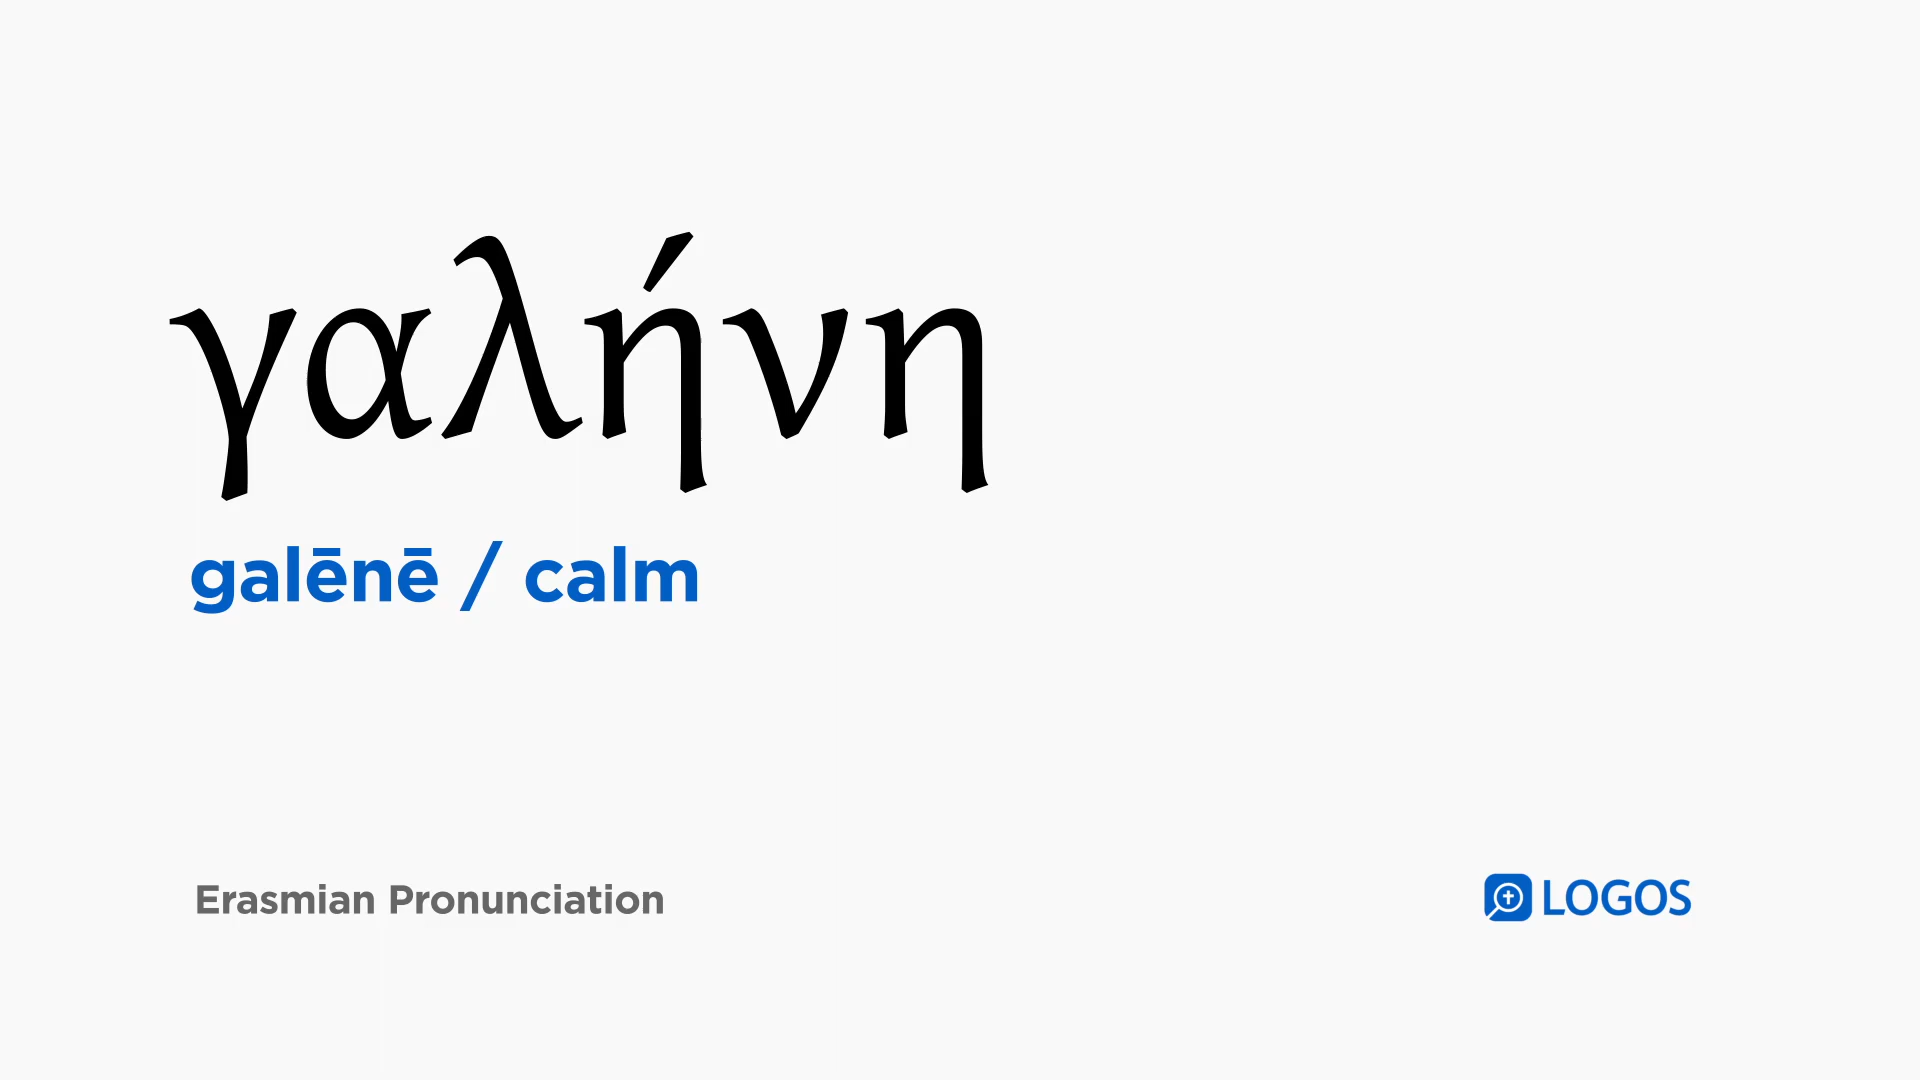 γαλήνη
galēnē / calm
Erasmian Pronunciation
LOGOS